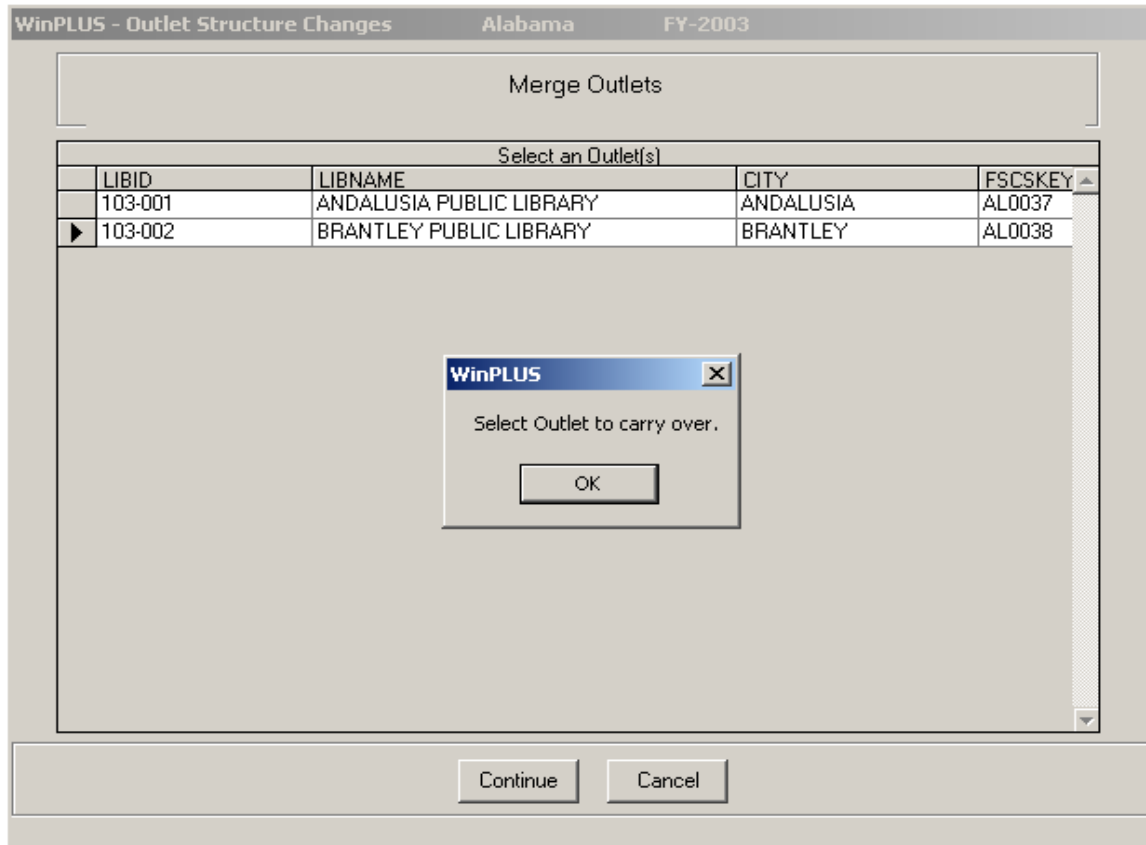 WinPLUS - Outlet Structure Changes Alabama FY-2003
Merge Outlets
Select an Outlet(s)
LIBID LIBNAME CITY FSCSKEY
103-001 ANDALUSIA PUBLIC LIBRARY ANDALUSIA AL0037
103-002 BRANTLEY PUBLIC LIBRARY BRANTLEY AL0038
WinPLUS
Select Outlet to carry over.
OK
Continue Cancel